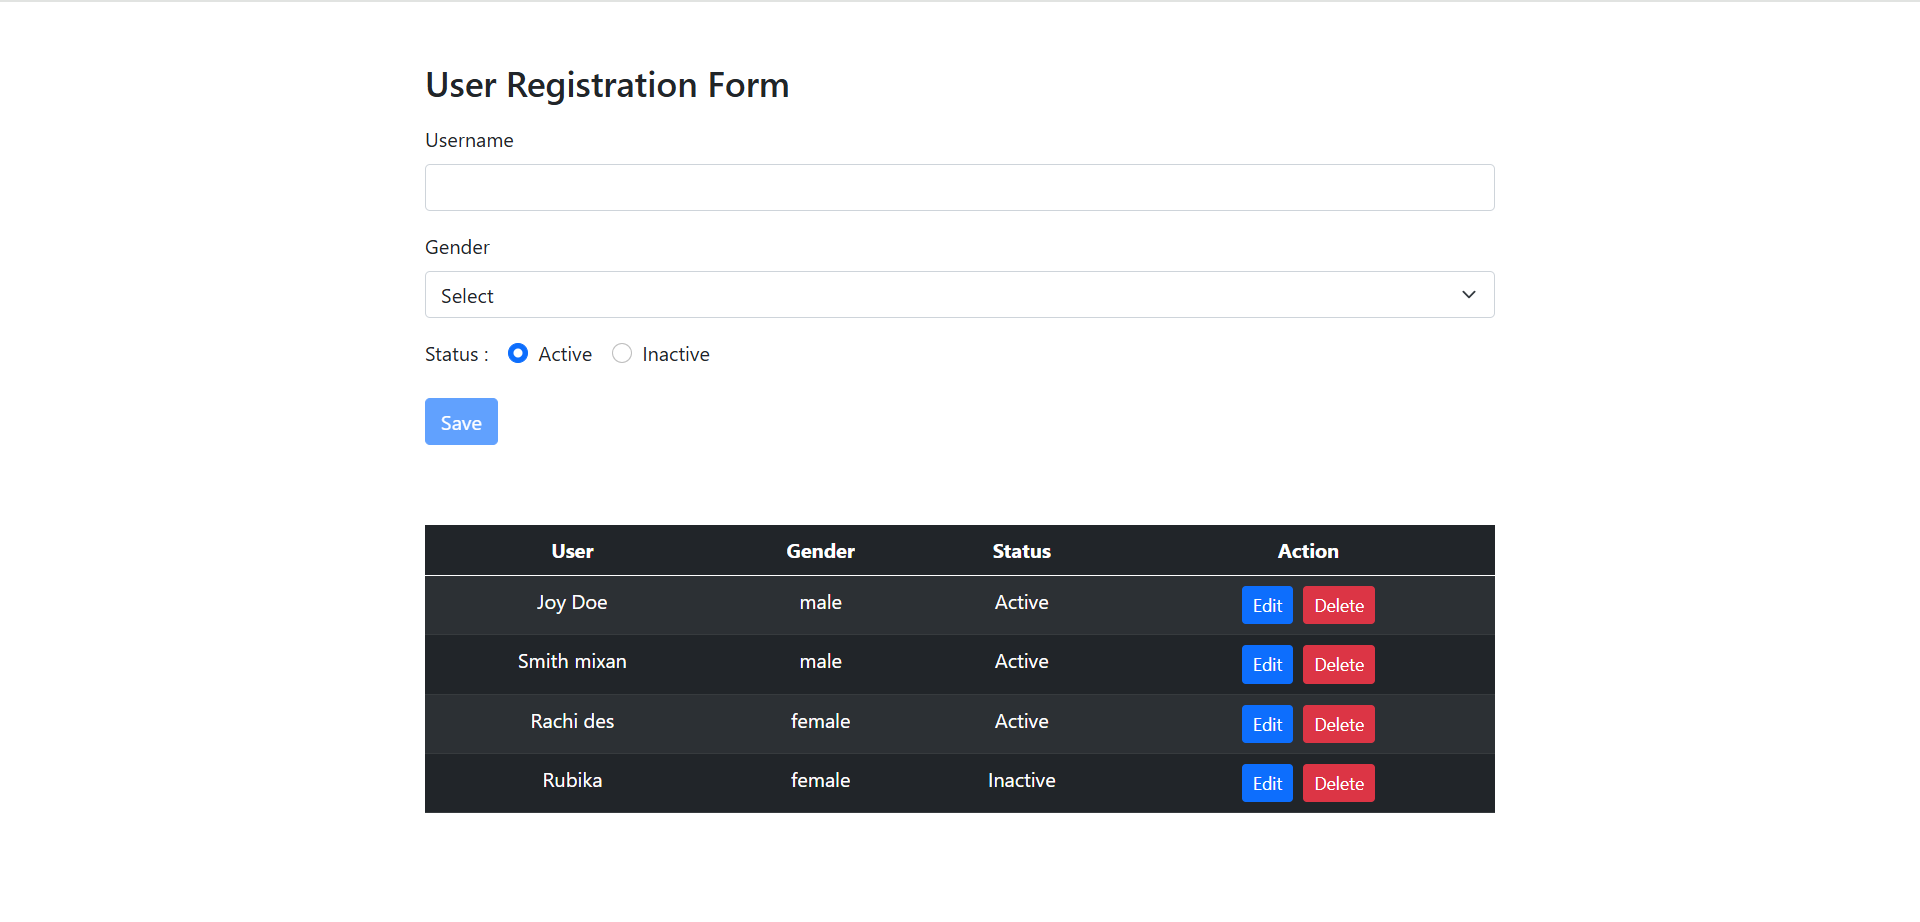 User Registration Form
Username
Gender
Select
Status : Active Inactive
Save
User Gender Status Action
Joy Doe male Active Edit Delete
Smith mixan male Active Edit Delete
Rachi des female Active Edit Delete
Rubika female Inactive Edit Delete